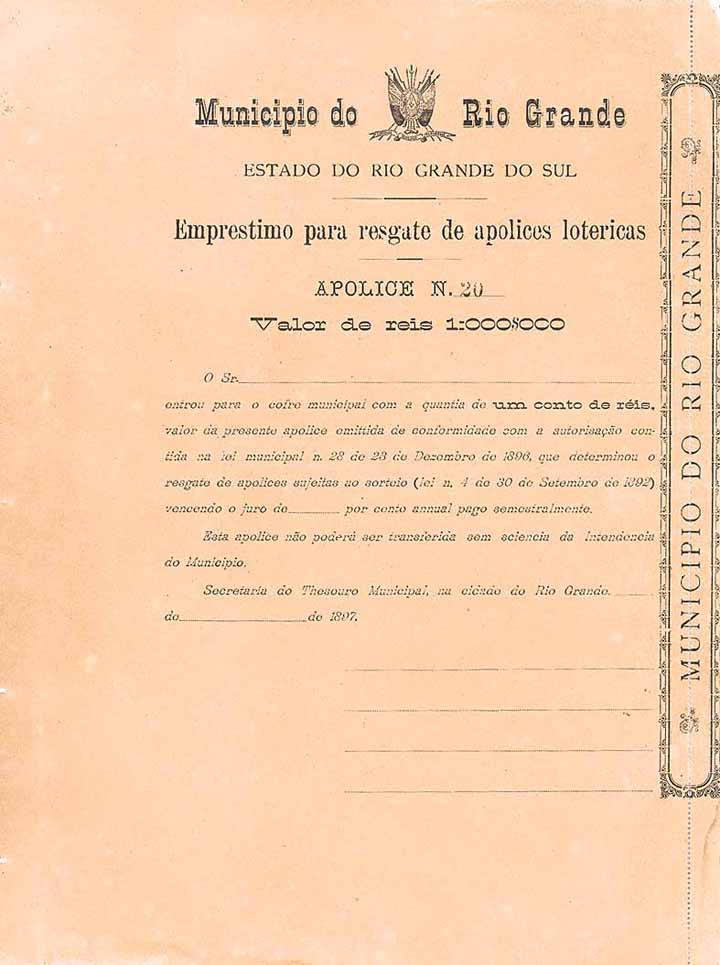 Municipio do Rio Grande
ESTADO DO RIO GRANDE DO SUL
Emprestimo para resgate de apolices lotericas
APOLICE N. 20
Valor de reis 1:000$000
O Sr.
entrou para o cofre municipal com a quantia de um conto de réis,
valor da presente apolice emittida de conformidade com a autorisação con-
tida na lei municipal n. 28 de 23 de Dezembro de 1896, que determinou o
resgate de apolices sujeitas ao sorteio (lei n. 4 de 30 de Setembro de 1892)
vencendo o juro de por cento annual pago semestralmente.
Esta apolice não poderá ser transferida sem sciencia da Intendencia
do Municipio.
Secretaria do Thesouro Municipal, na cidade do Rio Grande.
de de 1897.
MUNICIPIO DO RIO GRANDE